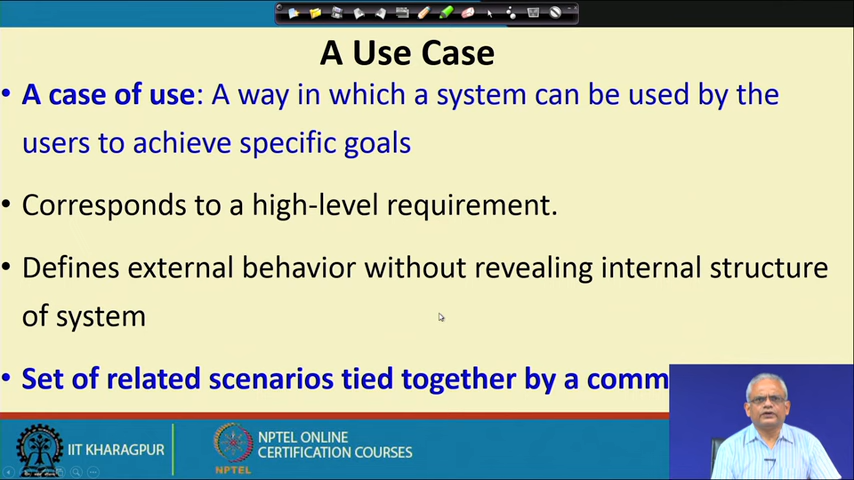 A Use Case
• A case of use: A way in which a system can be used by the
users to achieve specific goals
• Corresponds to a high-level requirement.
• Defines external behavior without revealing internal structure
of system
• Set of related scenarios tied together by a comm
IIT KHARAGPUR
NPTEL
NPTEL ONLINE
CERTIFICATION COURSES